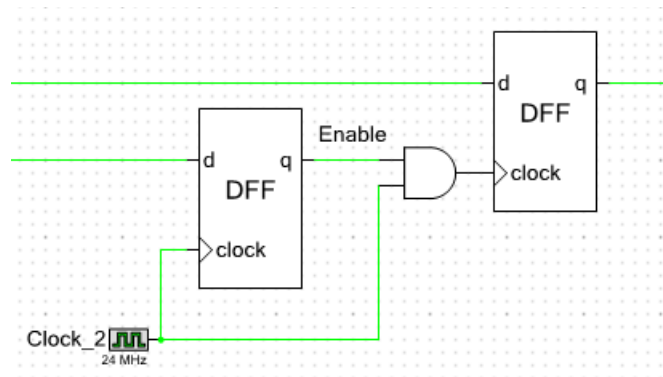 d q
DFF
clock
Enable
d q
DFF
clock
Clock_2
24 MHz